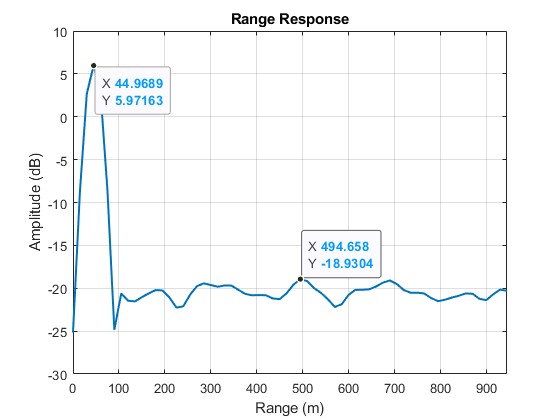 Range Response
10
5
0
-5
-10
-15
-20
-25
-30
Amplitude (dB)
X 44.9689
Y 5.97163
X 494.658
Y -18.9304
0 100 200 300 400 500 600 700 800 900
Range (m)